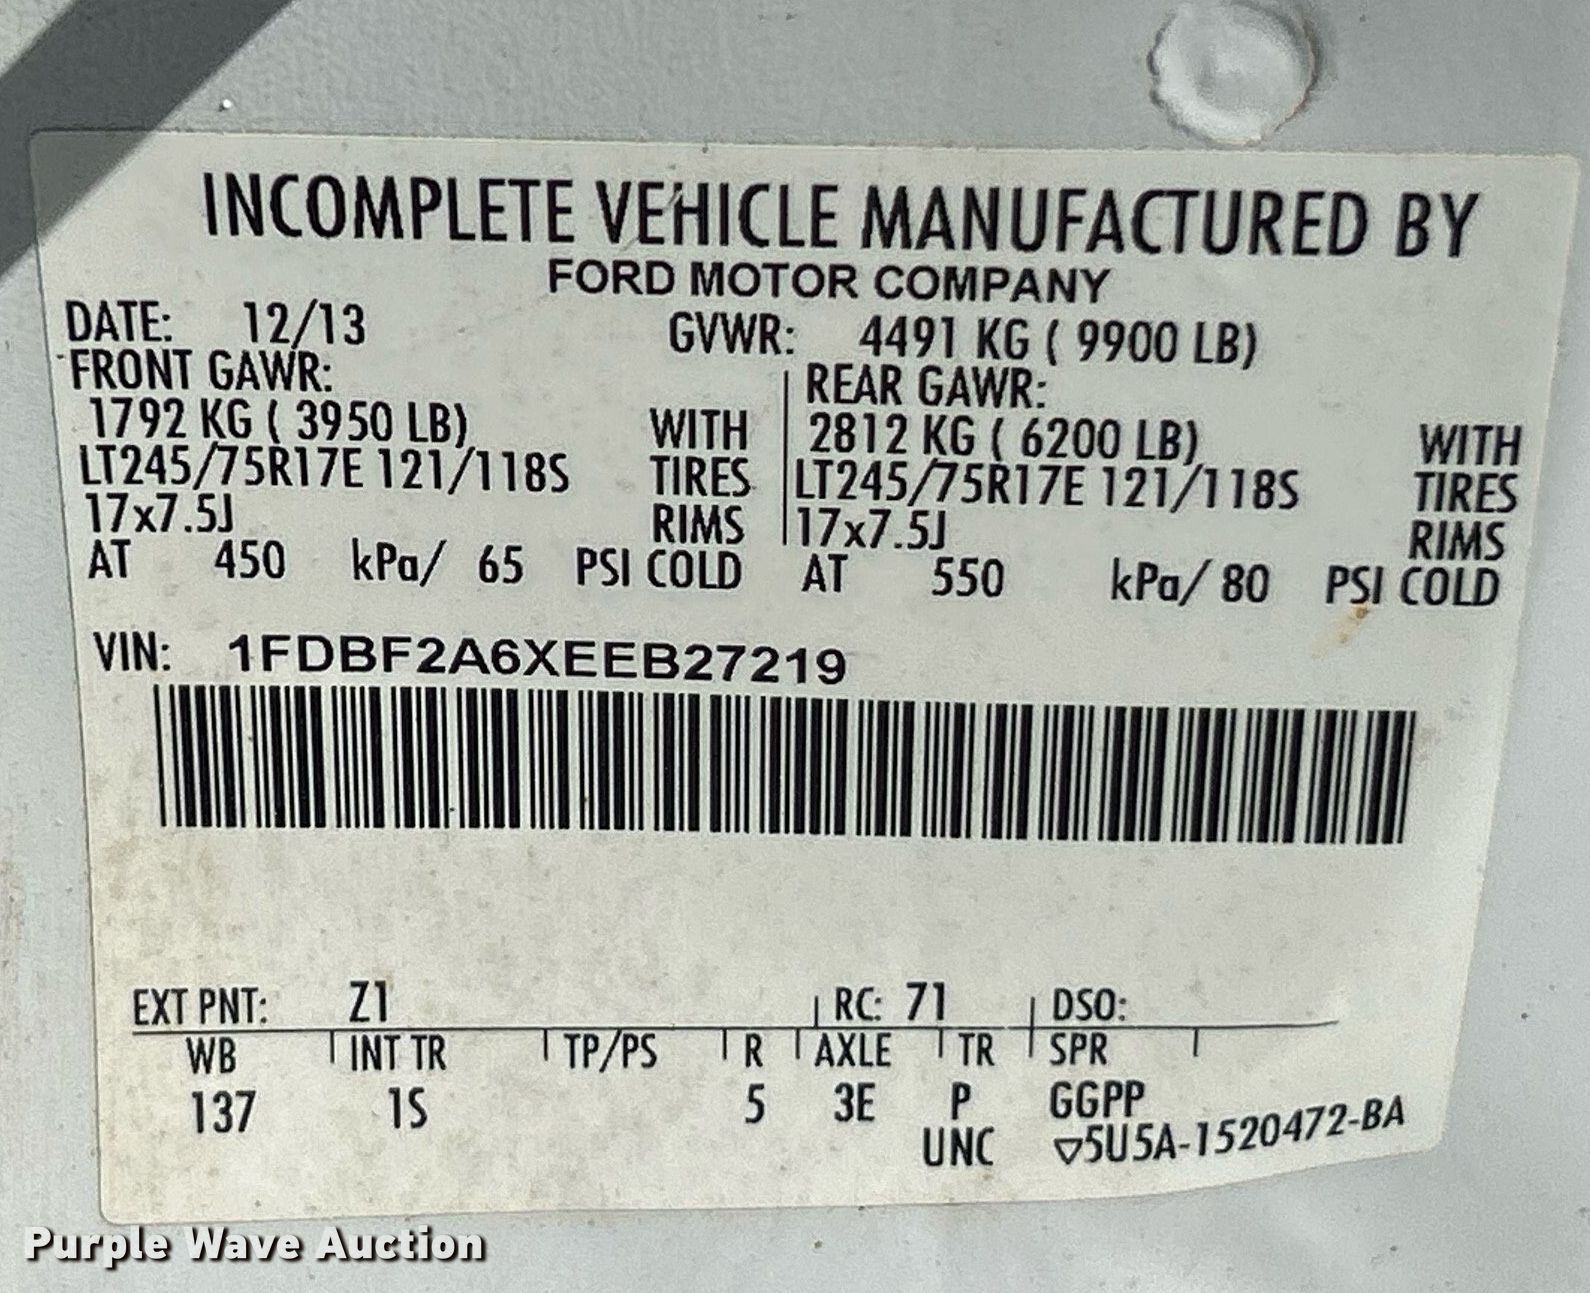 INCOMPLETE VEHICLE MANUFACTURED BY
FORD MOTOR COMPANY
DATE: 12/13 GVWR: 4491 KG ( 9900 LB)
FRONT GAWR: REAR GAWR:
1792 KG ( 3950 LB) WITH 2812 KG ( 6200 LB) WITH
LT245/75R17E 121/118S TIRES LT245/75R17E 121/118S TIRES
17x7.5J RIMS 17x7.5J RIMS
AT 450 kPa/ 65 PSI COLD AT 550 kPa/ 80 PSI COLD
VIN: 1FDBF2A6XEEB27219
EXT PNT: Z1 RC: 71 DSO:
WB INT TR TP/PS R AXLE TR SPR
137 1S 5 3E P GGPP
UNC ▽5U5A-1520472-BA
Purple Wave Auction